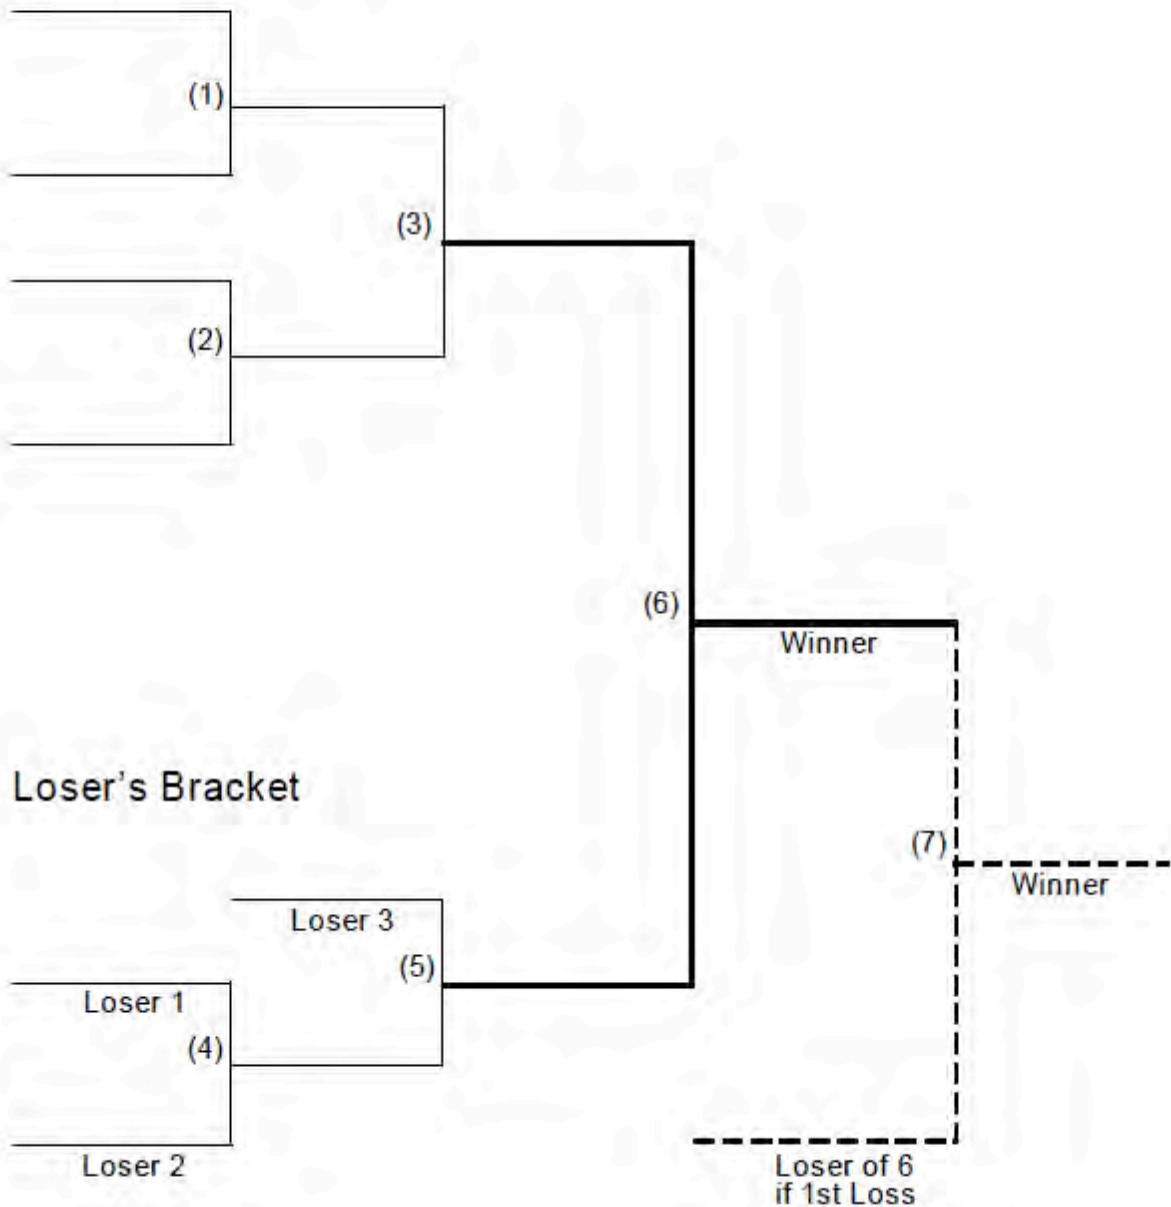 (1)
(3)
(2)
(6)
Winner
Loser's Bracket
(7)
Winner
Loser 3
(5)
Loser 1
(4)
Loser 2
Loser of 6
if 1st Loss